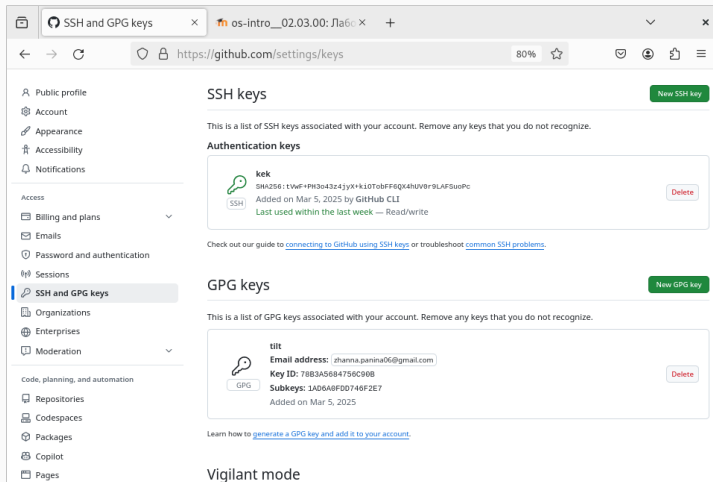 SSH and GPG keys
os-intro__02.03.00: Лабо
https://github.com/settings/keys
80%
Public profile
Account
Appearance
Accessibility
Notifications
Access
Billing and plans
Emails
Password and authentication
Sessions
SSH and GPG keys
Organizations
Enterprises
Moderation
Code, planning, and automation
Repositories
Codespaces
Packages
Copilot
Pages
SSH keys
New SSH key
This is a list of SSH keys associated with your account. Remove any keys that you do not recognize.
Authentication keys
kek
SHA256:tVwF+PH3o43z4jyX+kiOTobFF6QX4hUV0r9LAFSuoPc
Added on Mar 5, 2025 by GitHub CLI
Last used within the last week — Read/write
SSH
Delete
Check out our guide to connecting to GitHub using SSH keys or troubleshoot common SSH problems.
GPG keys
New GPG key
This is a list of GPG keys associated with your account. Remove any keys that you do not recognize.
tilt
Email address: zhanna.panina06@gmail.com
Key ID: 78B3A5684756C90B
Subkeys: 1AD6A0FDD746F2E7
Added on Mar 5, 2025
GPG
Delete
Learn how to generate a GPG key and add it to your account.
Vigilant mode